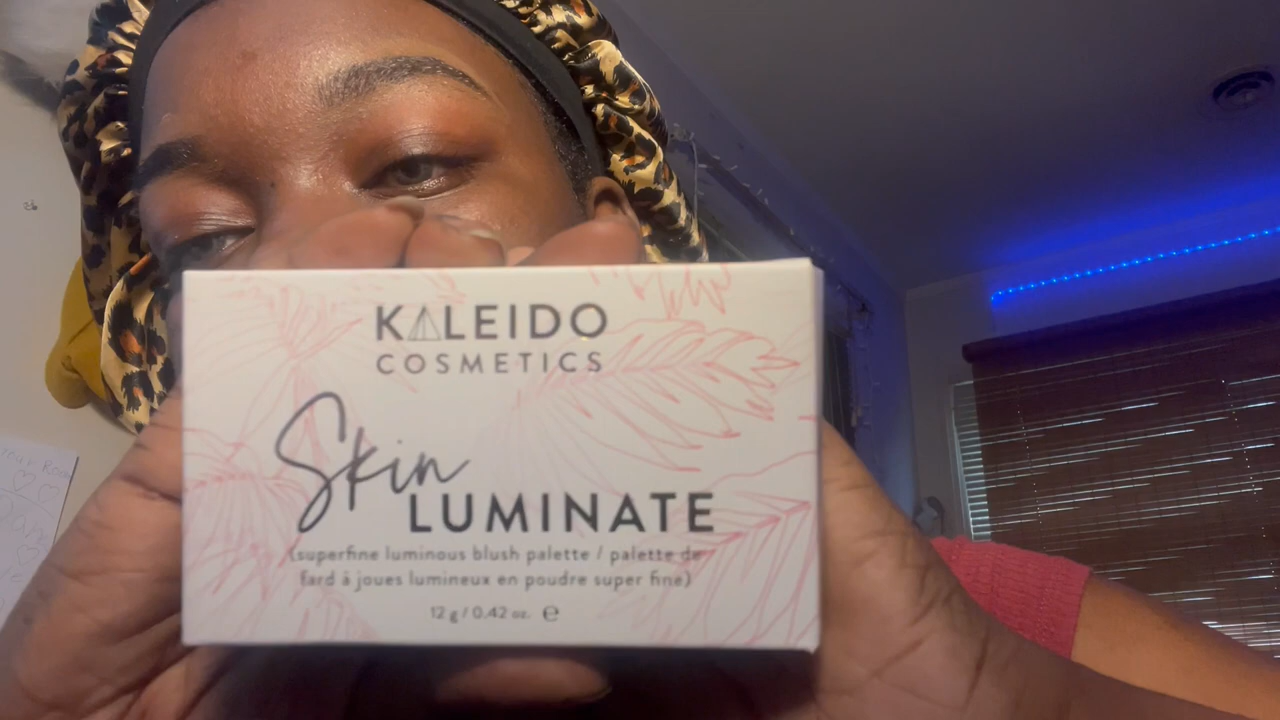 KALEIDO
COSMETICS
Skin
LUMINATE
(superfine luminous blush palette / palette de
fard à joues lumineux en poudre super fine)
12 g / 0.42 oz. ℮